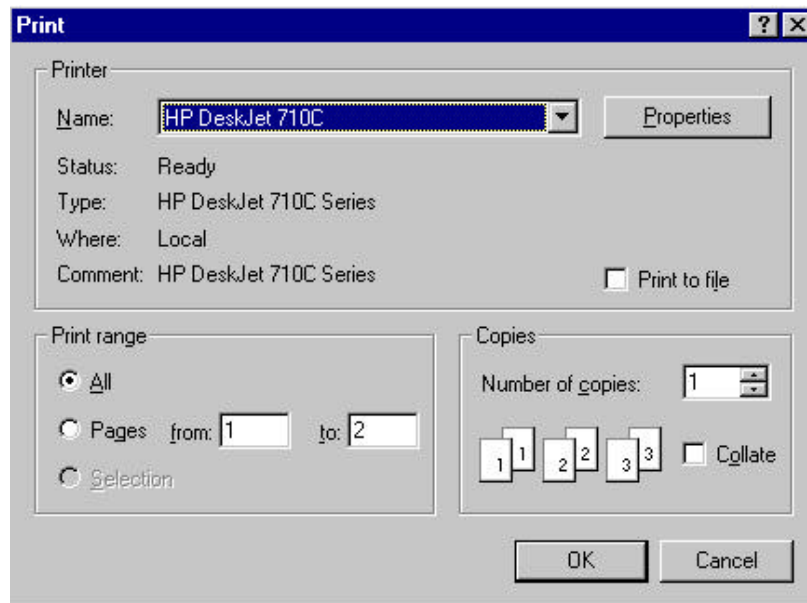 Print
Printer
Name: HP DeskJet 710C Properties
Status: Ready
Type: HP DeskJet 710C Series
Where: Local
Comment: HP DeskJet 710C Series
Print to file
Print range
All
Pages from: 1 to: 2
Selection
Copies
Number of copies: 1
1 1 2 2 3 3 Collate
OK Cancel